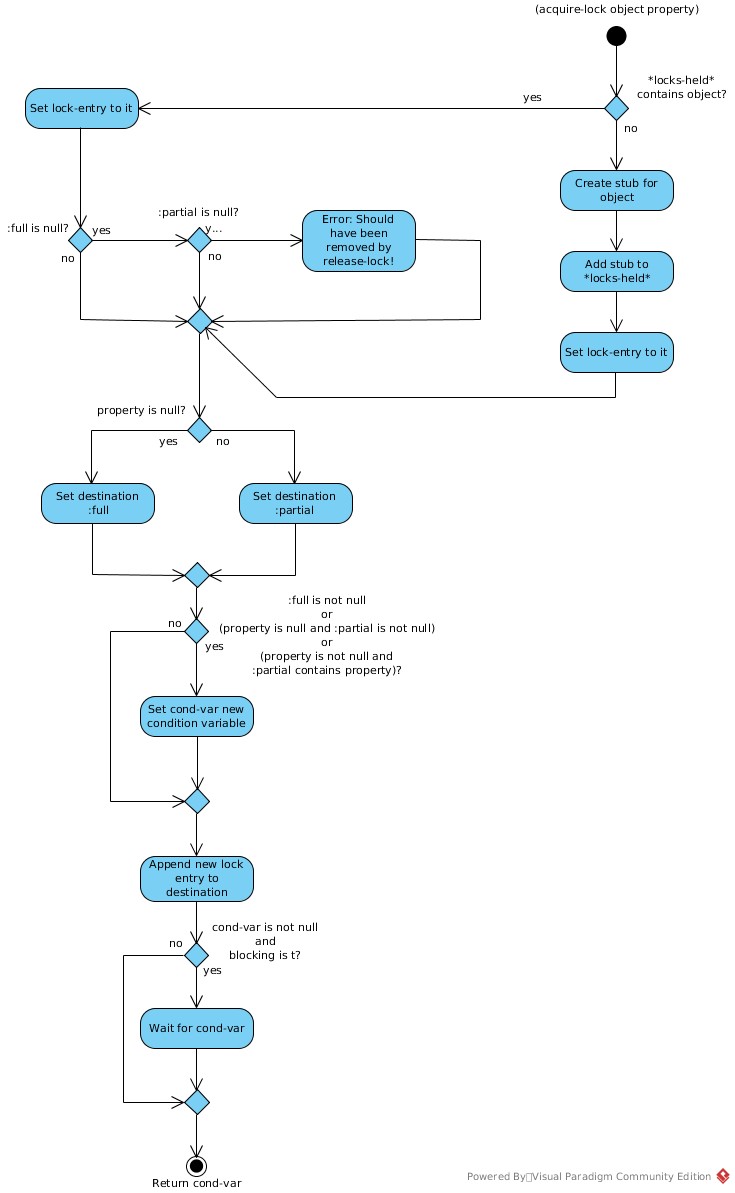 (acquire-lock object property)
*locks-held*
contains object?
yes
no
Set lock-entry to it
Create stub for
object
:full is null?
yes
no
:partial is null?
y...
no
Error: Should
have been
removed by
release-lock!
Add stub to
*locks-held*
Set lock-entry to it
property is null?
yes
no
Set destination
:full
Set destination
:partial
:full is not null
or
(property is null and :partial is not null)
or
(property is not null and
:partial contains property)?
no
yes
Set cond-var new
condition variable
Append new lock
entry to
destination
cond-var is not null
and
blocking is t?
no
yes
Wait for cond-var
Return cond-var
Powered By▯Visual Paradigm Community Edition